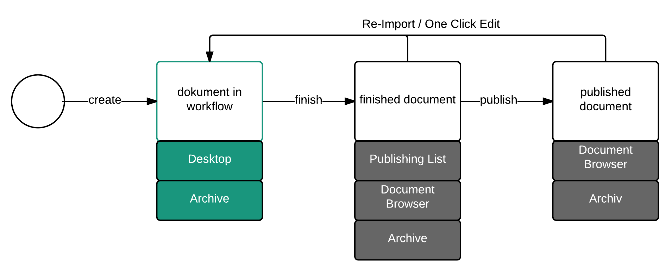 Re-Import / One Click Edit
create
dokument in
workflow
finish
finished document
publish
published
document
Desktop
Archive
Publishing List
Document
Browser
Archive
Document
Browser
Archiv